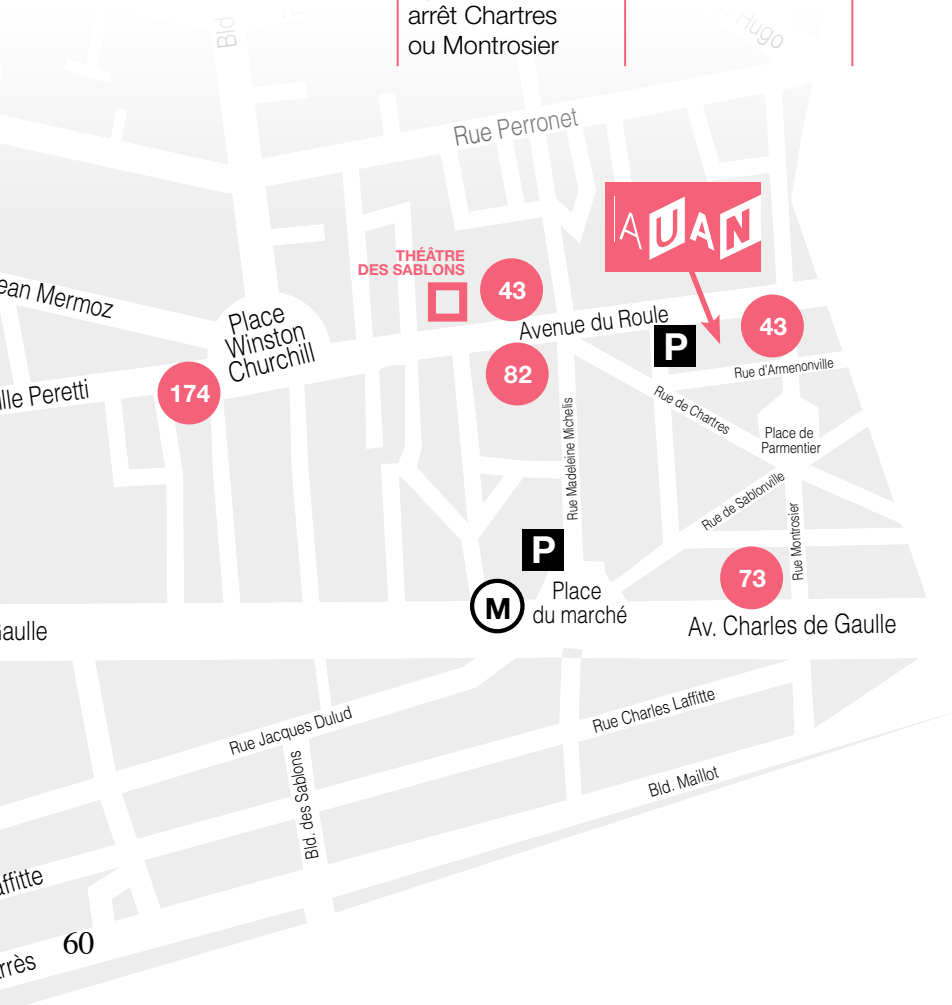 arrêt Chartres
ou Montrosier
Bld
Hugo
Rue Perronet
AUAN
THÉÂTRE
DES SABLONS
43
ean Mermoz
Place
Winston
Churchill
Avenue du Roule
P
43
82
Rue d'Armenonville
174
lle Peretti
Rue de Chartres
Rue Madeleine Michelis
Place de
Parmentier
Rue de Sablonville
Rue Montrosier
P
73
M
Place
du marché
aulle
Av. Charles de Gaulle
Rue Jacques Dulud
Rue Charles Laffitte
Bld. des Sablons
Bld. Maillot
affitte
60
rrès